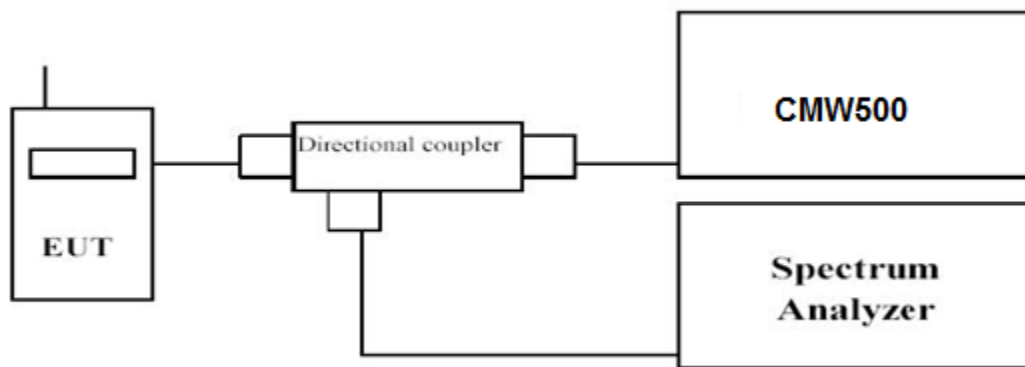 Directional coupler
CMW500
EUT
Spectrum
Analyzer